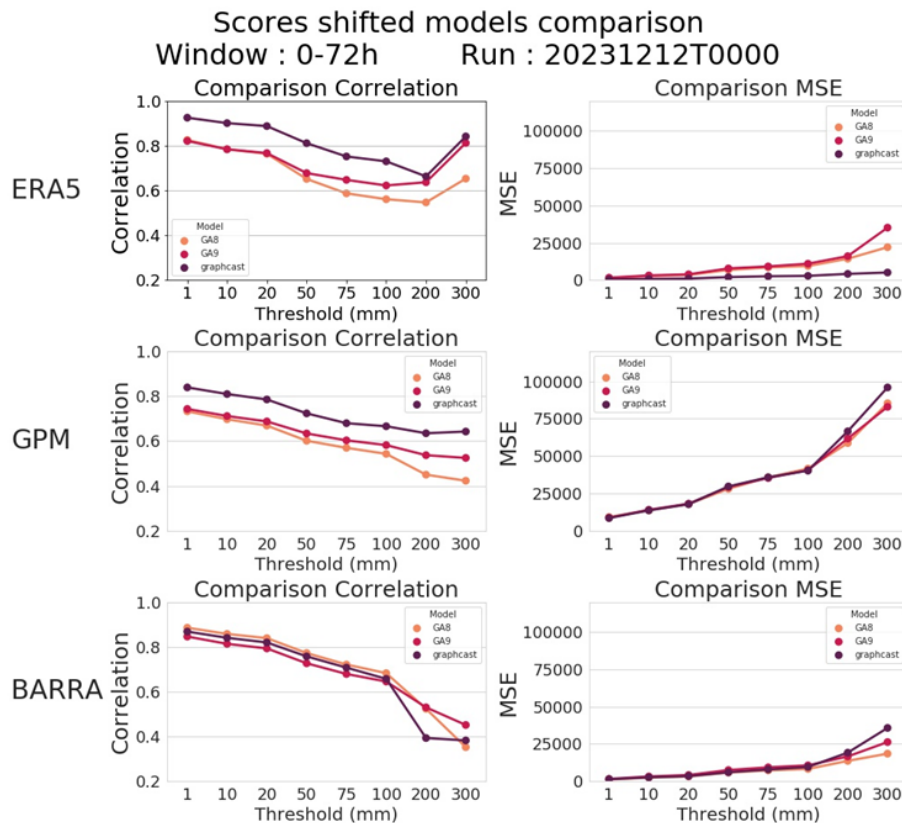 Scores shifted models comparison
Window : 0-72h Run : 20231212T0000
ERA5
Comparison Correlation
Correlation
1.0
0.8
0.6
0.4
0.2
Model
GA8
GA9
graphcast
1 10 20 50 75 100 200 300
Threshold (mm)
Comparison MSE
MSE
100000
75000
50000
25000
0
Model
GA8
GA9
graphcast
1 10 20 50 75 100 200 300
Threshold (mm)
GPM
Comparison Correlation
Correlation
1.0
0.8
0.6
0.4
0.2
Model
GA8
GA9
graphcast
1 10 20 50 75 100 200 300
Threshold (mm)
Comparison MSE
MSE
100000
75000
50000
25000
0
Model
GA8
GA9
graphcast
1 10 20 50 75 100 200 300
Threshold (mm)
BARRA
Comparison Correlation
Correlation
1.0
0.8
0.6
0.4
0.2
Model
GA8
GA9
graphcast
1 10 20 50 75 100 200 300
Threshold (mm)
Comparison MSE
MSE
100000
75000
50000
25000
0
Model
GA8
GA9
graphcast
1 10 20 50 75 100 200 300
Threshold (mm)